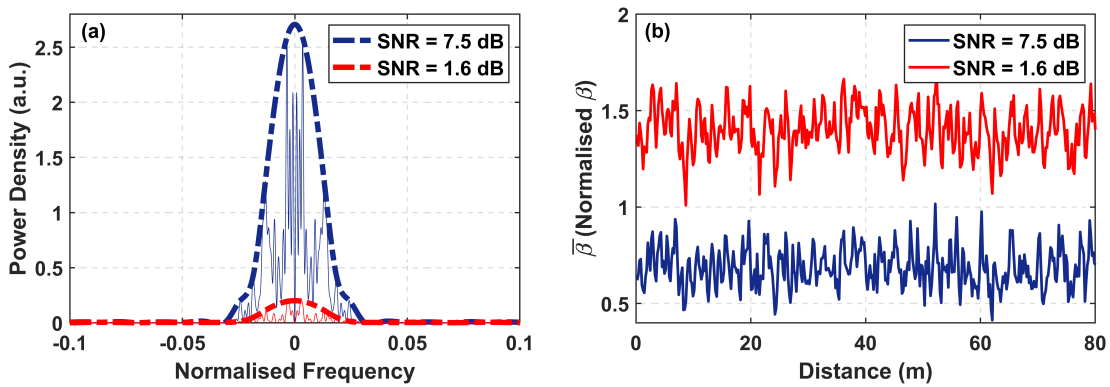 (a)
SNR = 7.5 dB
SNR = 1.6 dB
Power Density (a.u.)
2.5
2
1.5
1
0.5
0
-0.1
-0.05
0
0.05
0.1
Normalised Frequency
(b)
SNR = 7.5 dB
SNR = 1.6 dB
β̅ (Normalised β)
2
1.5
1
0.5
0
20
40
60
80
Distance (m)